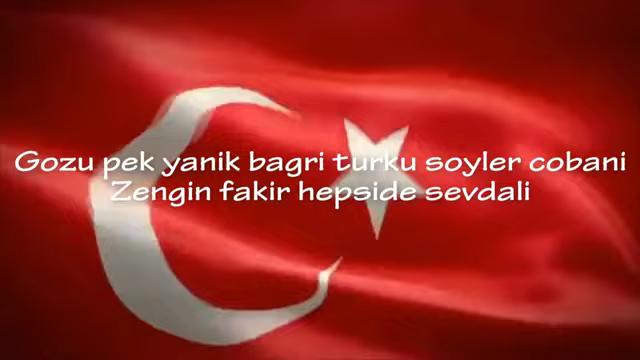 Gozu pek yanik bagri turku soyler cobani
Zengin fakir hepside sevdali